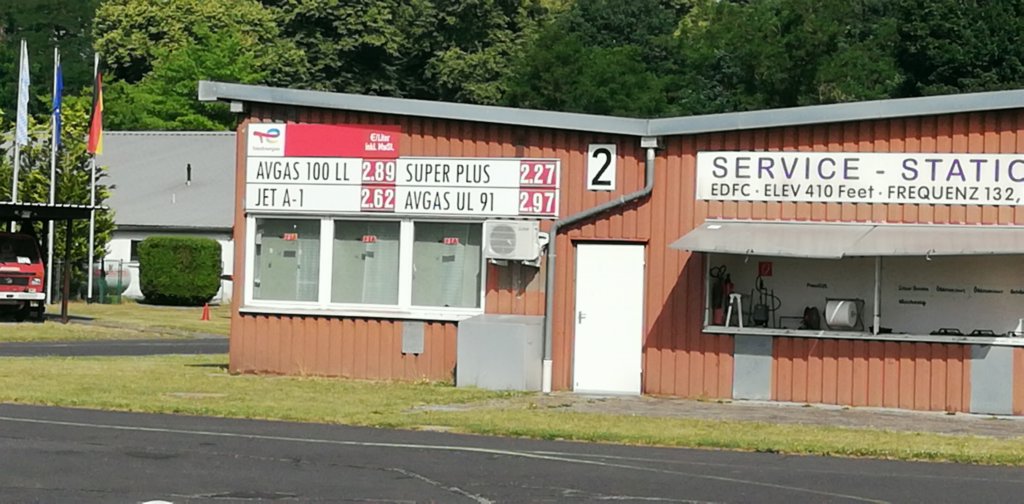 TotalEnergies
€/Liter
inkl. MwSt.
AVGAS 100 LL 2.89 SUPER PLUS 2.27
JET A-1 2.62 AVGAS UL 91 2.97
2
SERVICE - STATIO
EDFC · ELEV 410 Feet · FREQUENZ 132,